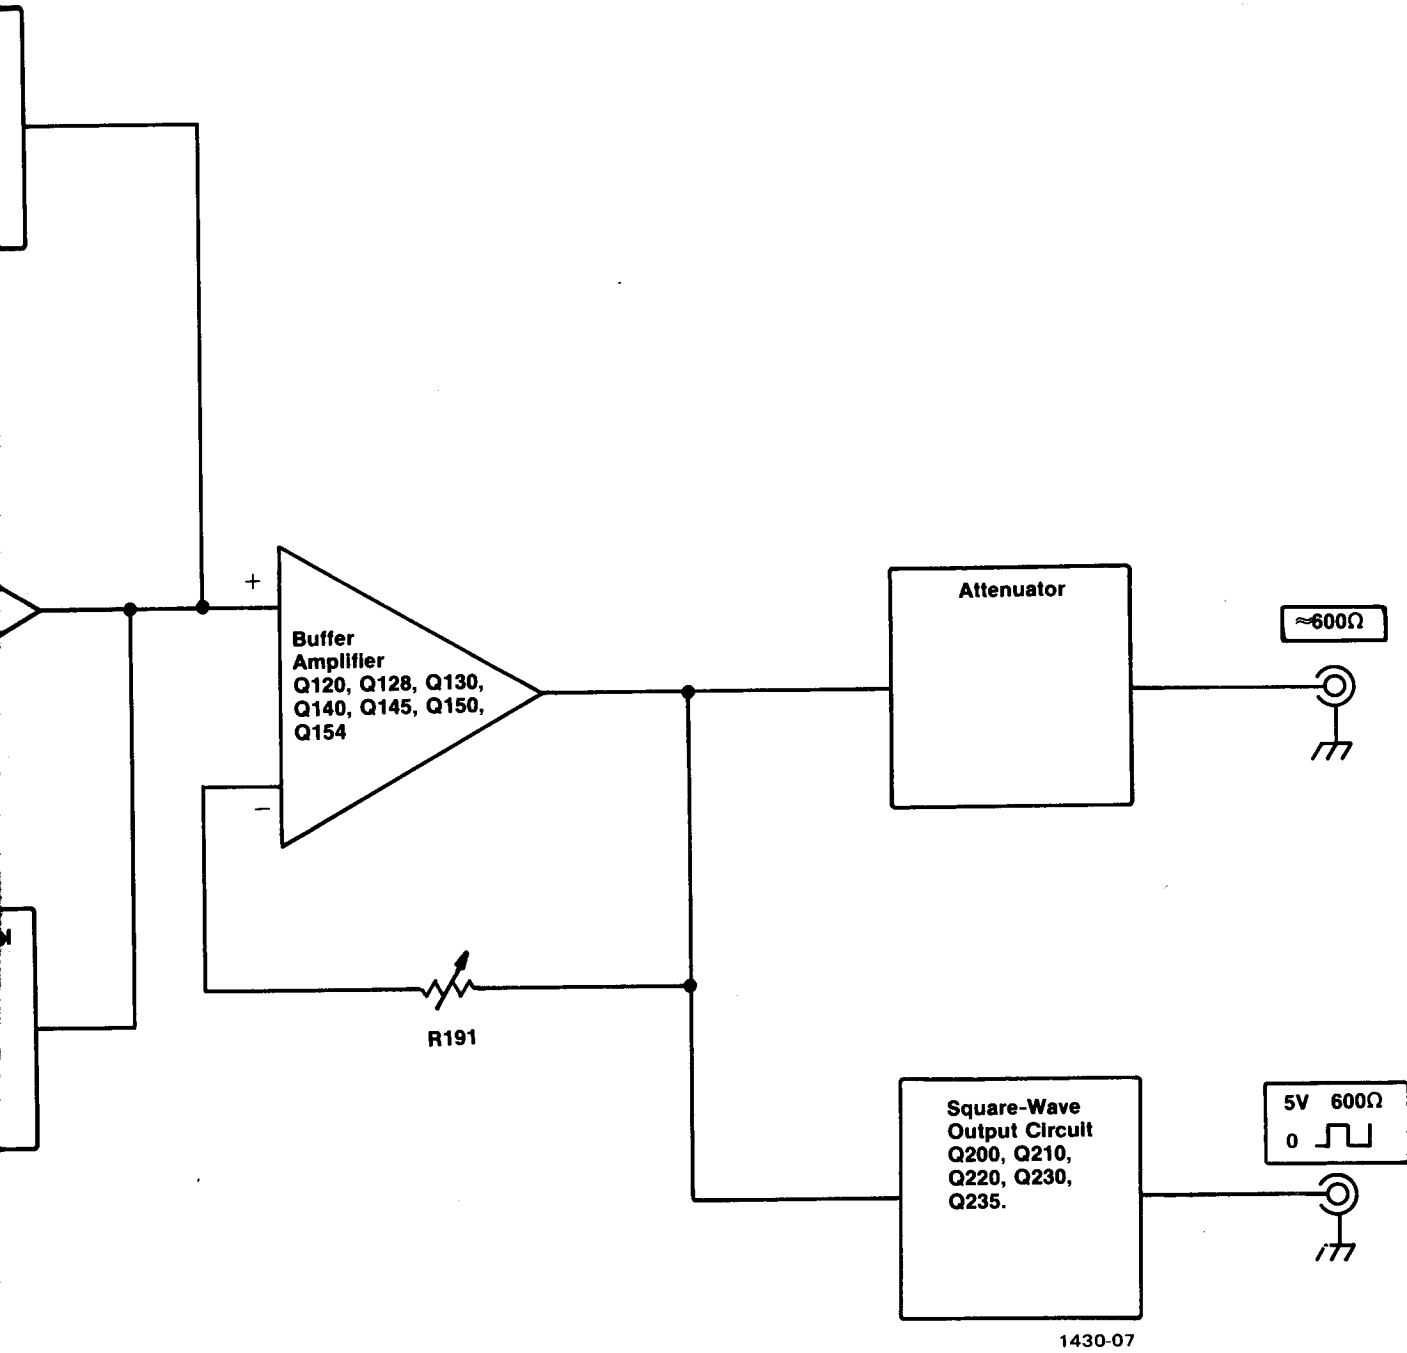 +
Buffer
Amplifier
Q120, Q128, Q130,
Q140, Q145, Q150,
Q154
−
R191
Attenuator
≈600Ω
Square-Wave
Output Circuit
Q200, Q210,
Q220, Q230,
Q235.
5V 600Ω
0
1430-07